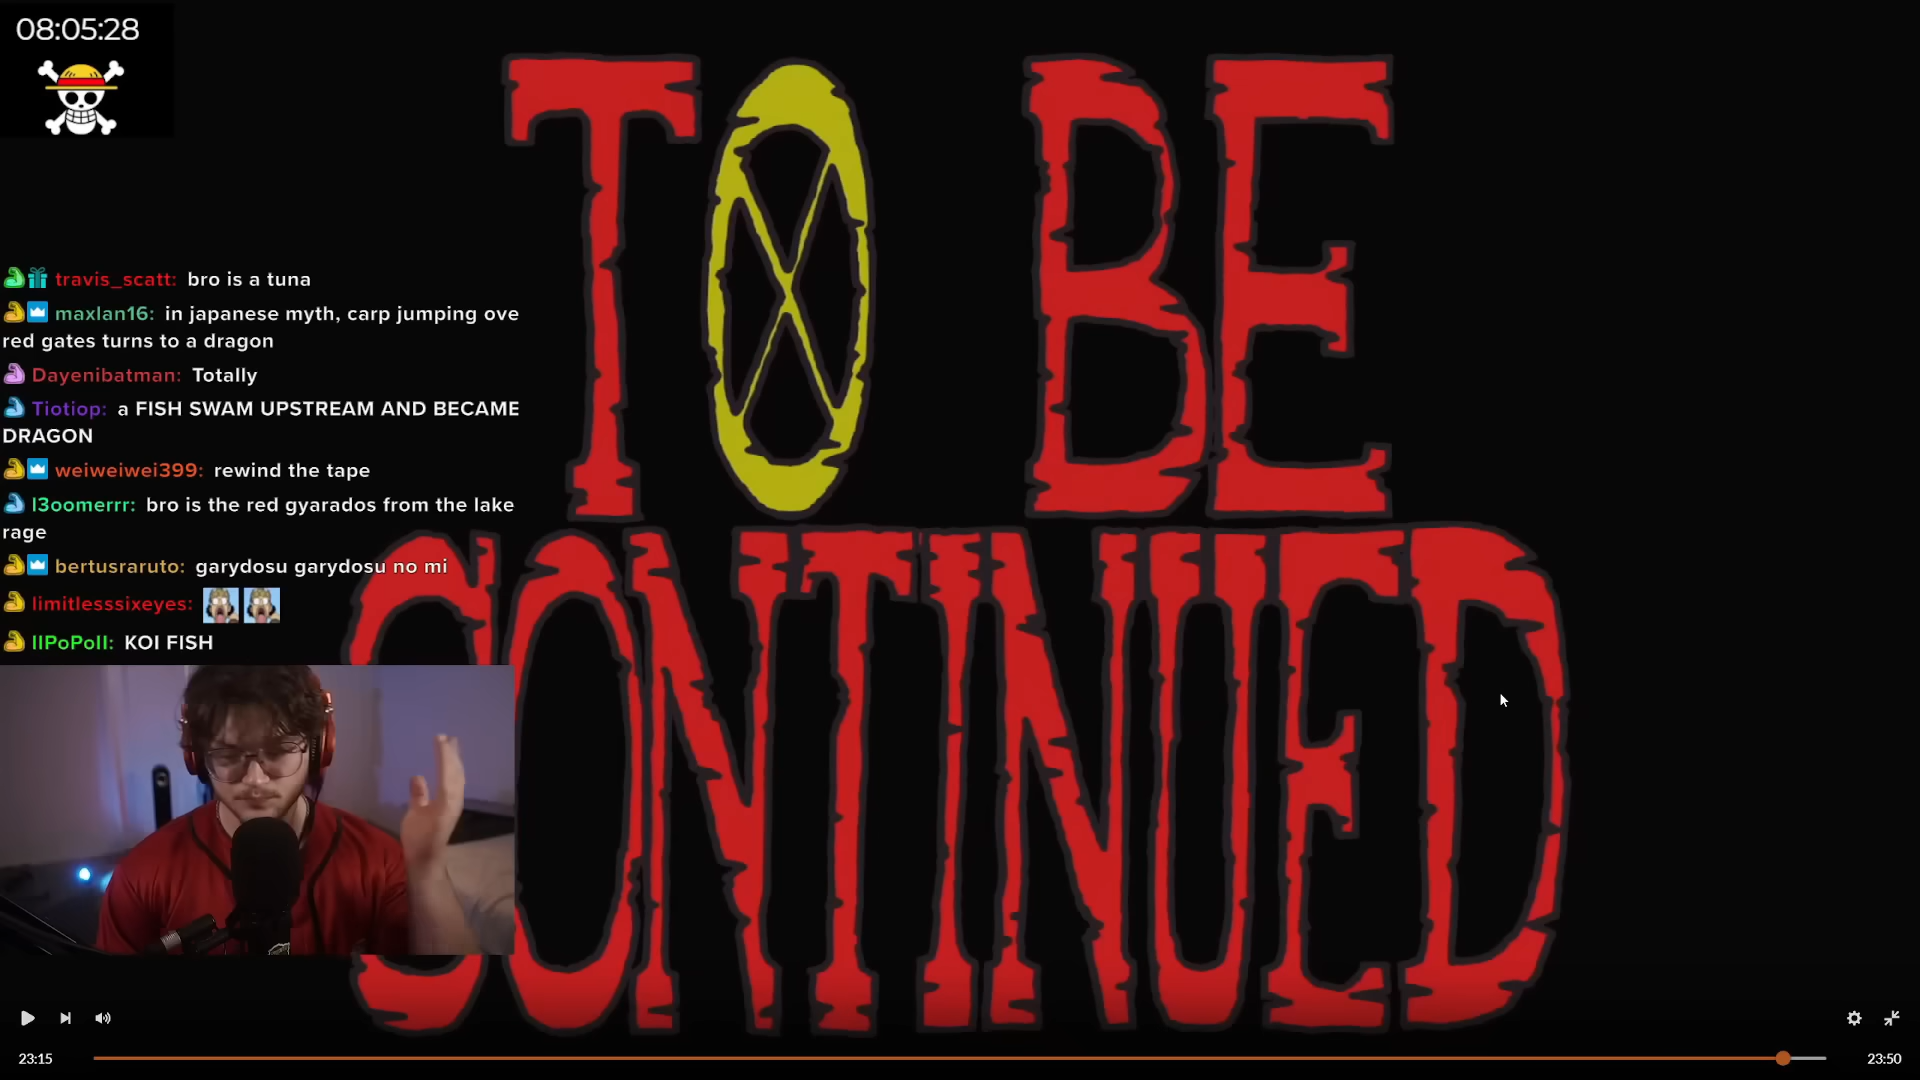 08:05:28
TO BE
CONTINUED
travis_scatt: bro is a tuna
maxlan16: in japanese myth, carp jumping ove
red gates turns to a dragon
Dayenibatman: Totally
Tiotiop: a FISH SWAM UPSTREAM AND BECAME
DRAGON
weiweiwei399: rewind the tape
l3oomerrr: bro is the red gyarados from the lake
rage
bertusraruto: garydosu garydosu no mi
limitlesssixeyes:
IIPoPoII: KOI FISH
23:15
23:50